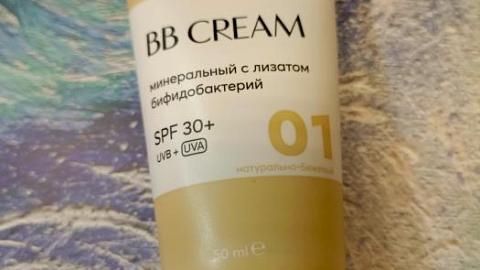 BB CREAM
минеральный с лизатом
бифидобактерий
SPF 30+
UVB + UVA
01
натурально-бежевый
50 ml ℮